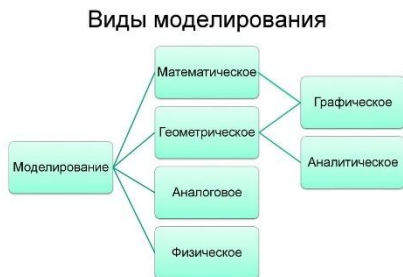 Виды моделирования
Математическое
Графическое
Геометрическое
Моделирование
Аналитическое
Аналоговое
Физическое